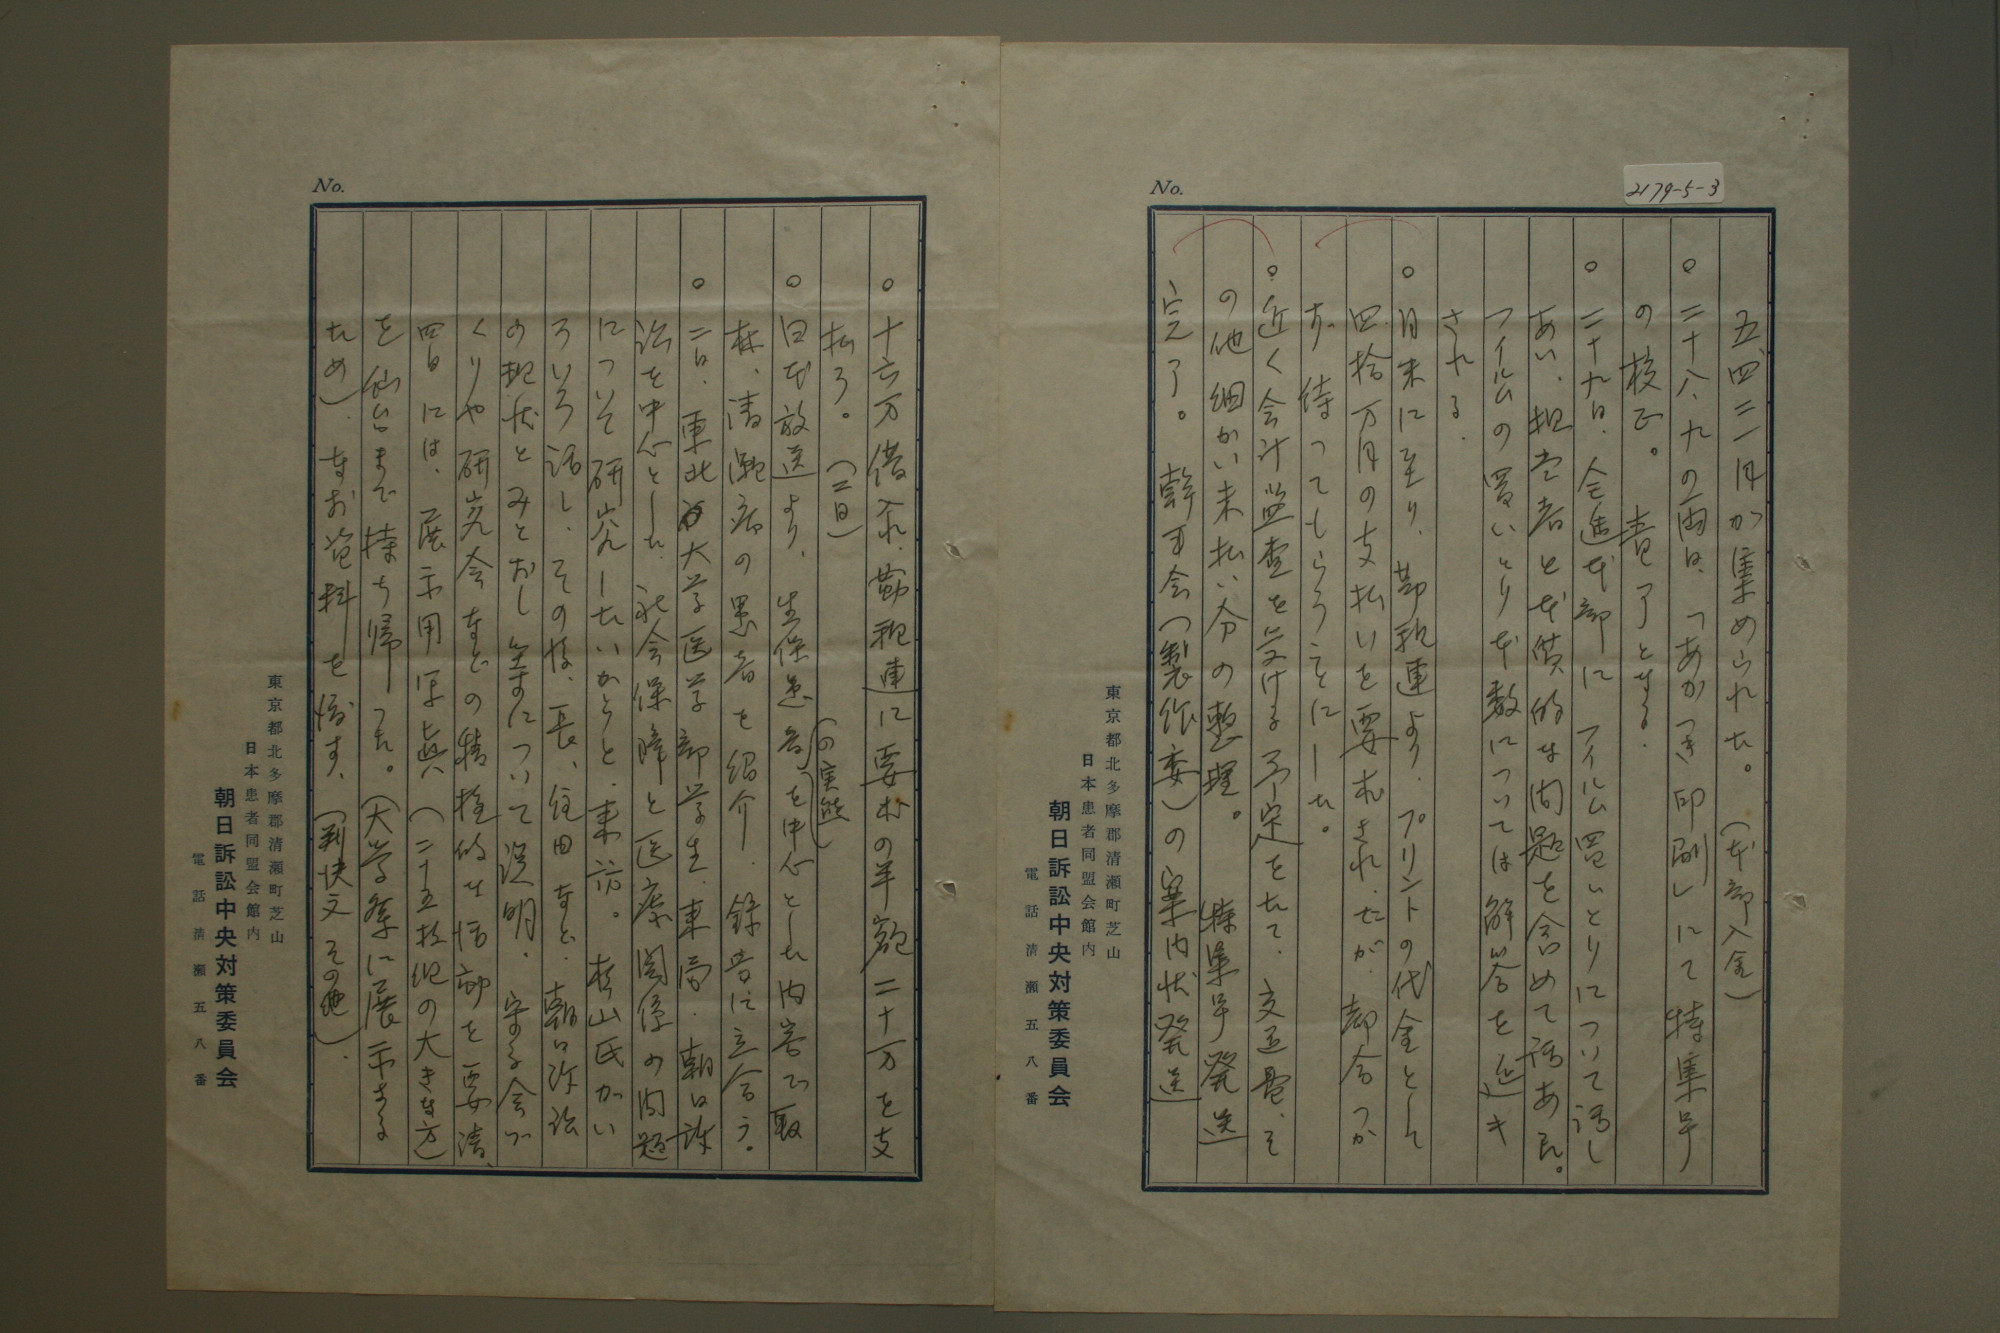 2179-5-3
No.
五、四二一円が集められた。(本部入金)
○二十八、九の両日、「あかつき印刷」にて特集号
の校正。責了となる。
○二十九日、全造本部にフィルム買いとりについて話し
あい、担当者と本質的な問題を含めて話あう。
フィルムの買いとり本数については解答を近々
される。
○月末に至り、勤視連より、プリントの代金として
四拾万円の支払いを要求され、たが、都合つか
ず待ってもらうことにした。
○近く会計監査を受ける予定をたて、交通費、そ
の他細かい未払い分の整理。特集号発送
完了。幹事会(製作委)の案内状発送
東京都北多摩郡清瀬町芝山
日本患者同盟会館内
朝日訴訟中央対策委員会
電話清瀬五八番
No.
○十六万借入れ、勤視連に要求の半額二十万を支
払う。(二日)
○日本放送より、生保患者(の実態)を中心とした内容で取
材、清瀬病の患者を紹介、録音に立合う。
○二日、東北大学医学部学生、東 、朝日訴
訟を中心とした、社会保障と医療関係の問題
について研究したいからと、来訪。杉山氏がい
ろいろ話し、その後、長、住田など、朝日訴訟
の現状とみとおし等について説明。守る会づ
くりや研究会などの積極的な活動を要請、
四日には、展示用写真(二十五枚組の大きな方)
を仙台まで持ち帰った。(大学祭に展示する
ため)、なお資料を渡す、(判決文その他)、
東京都北多摩郡清瀬町芝山
日本患者同盟会館内
朝日訴訟中央対策委員会
電話清瀬五八番